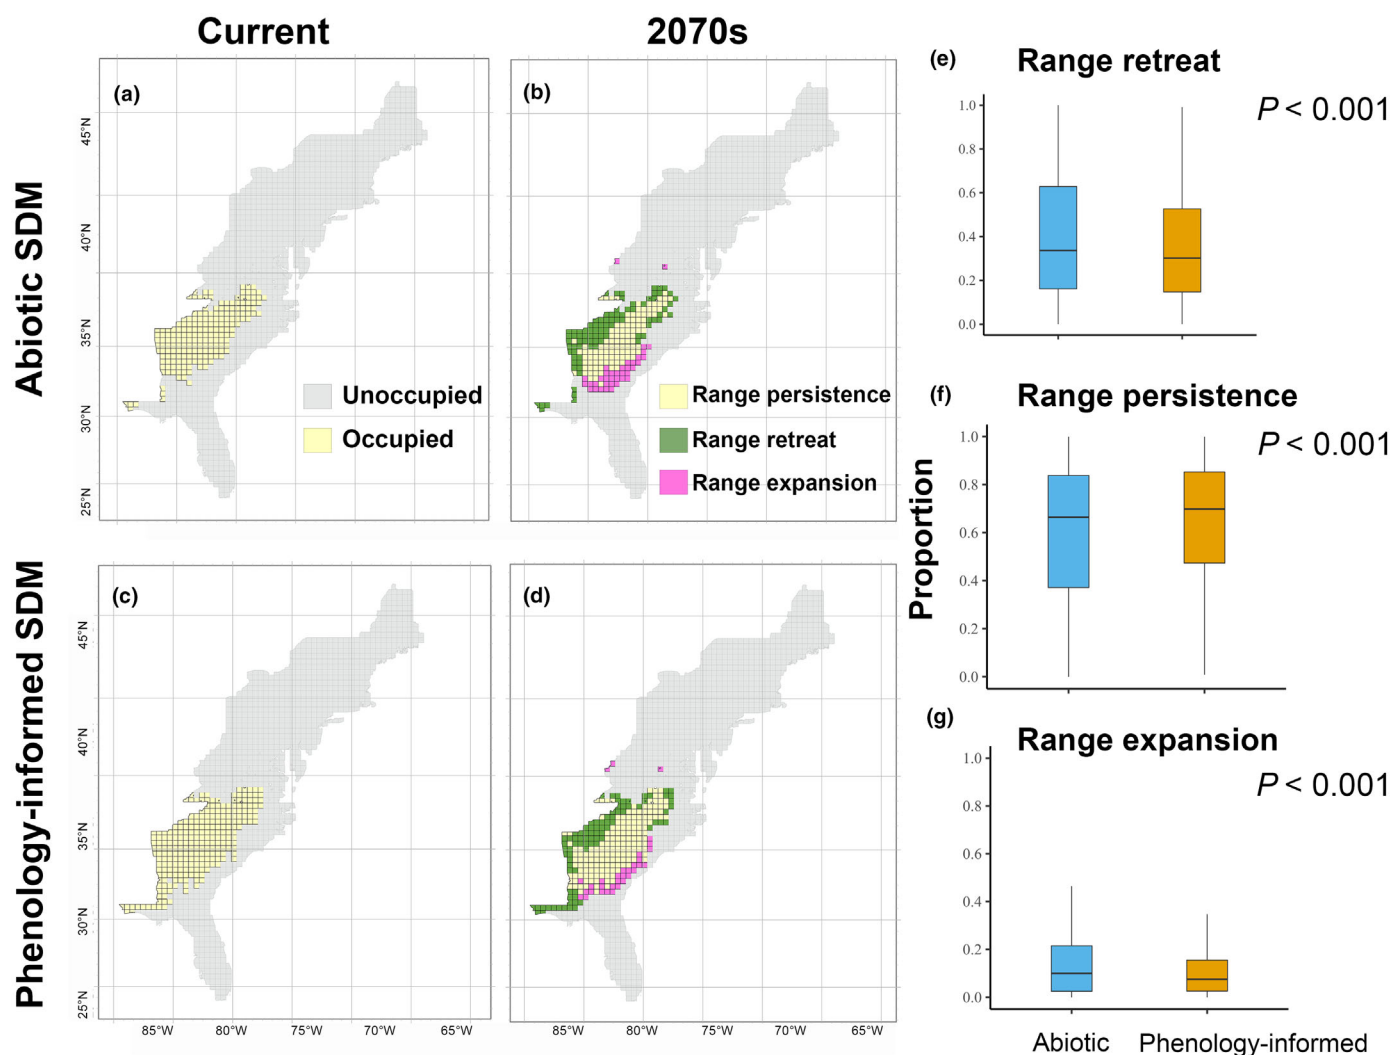 Current
2070s
Abiotic SDM
(a)
45°N
40°N
35°N
30°N
25°N
Unoccupied
Occupied
(b)
Range persistence
Range retreat
Range expansion
(e) Range retreat
P < 0.001
1.0
0.8
0.6
0.4
0.2
0.0
(f) Range persistence
P < 0.001
Proportion
1.0
0.8
0.6
0.4
0.2
0.0
Phenology-informed SDM
(c)
45°N
40°N
35°N
30°N
25°N
85°W 80°W 75°W 70°W 65°W
(d)
85°W 80°W 75°W 70°W 65°W
(g) Range expansion
P < 0.001
1.0
0.8
0.6
0.4
0.2
0.0
Abiotic Phenology-informed